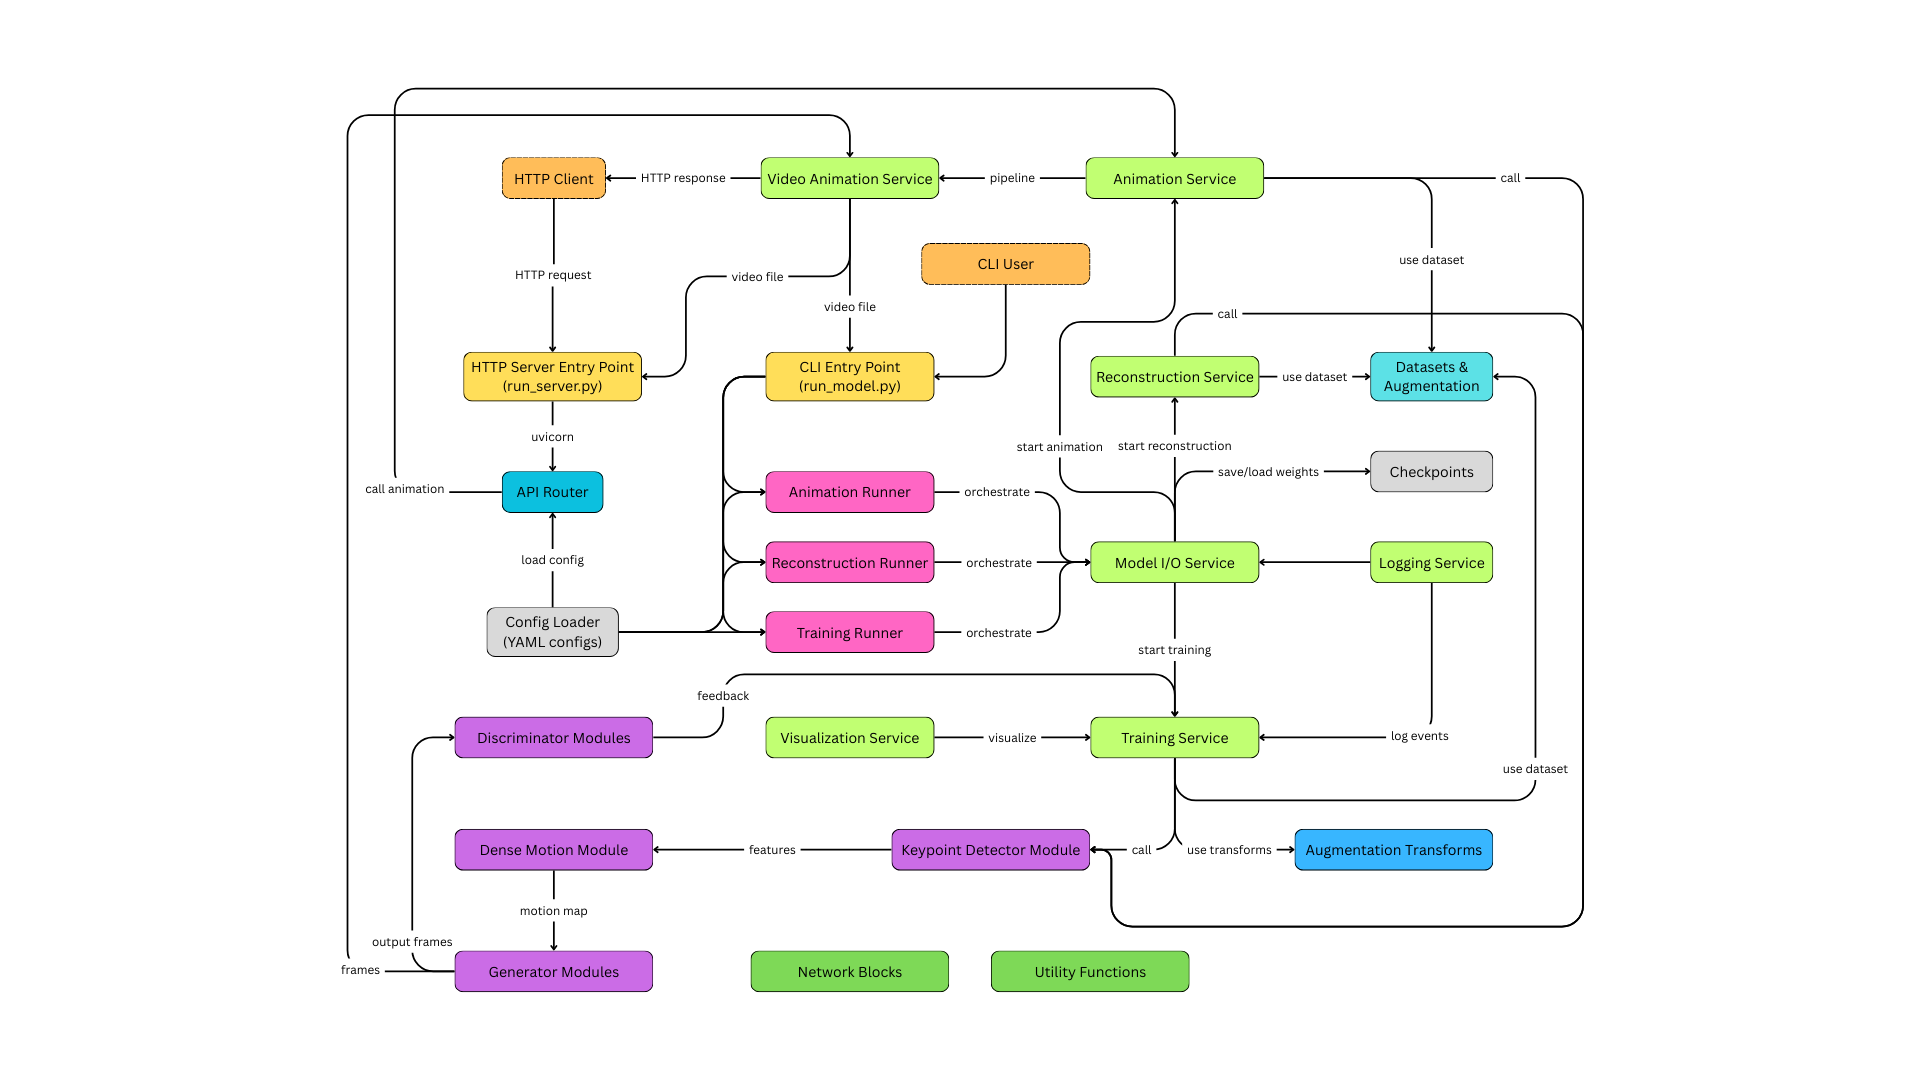 HTTP Client
HTTP response
Video Animation Service
pipeline
Animation Service
call
CLI User
use dataset
HTTP request
video file
video file
call
HTTP Server Entry Point
(run_server.py)
CLI Entry Point
(run_model.py)
Reconstruction Service
use dataset
Datasets &
Augmentation
uvicorn
start animation
start reconstruction
save/load weights
Checkpoints
call animation
API Router
Animation Runner
orchestrate
load config
Reconstruction Runner
orchestrate
Model I/O Service
Logging Service
Config Loader
(YAML configs)
Training Runner
orchestrate
start training
feedback
Discriminator Modules
Visualization Service
visualize
Training Service
log events
use dataset
Dense Motion Module
features
Keypoint Detector Module
call
use transforms
Augmentation Transforms
motion map
output frames
frames
Generator Modules
Network Blocks
Utility Functions